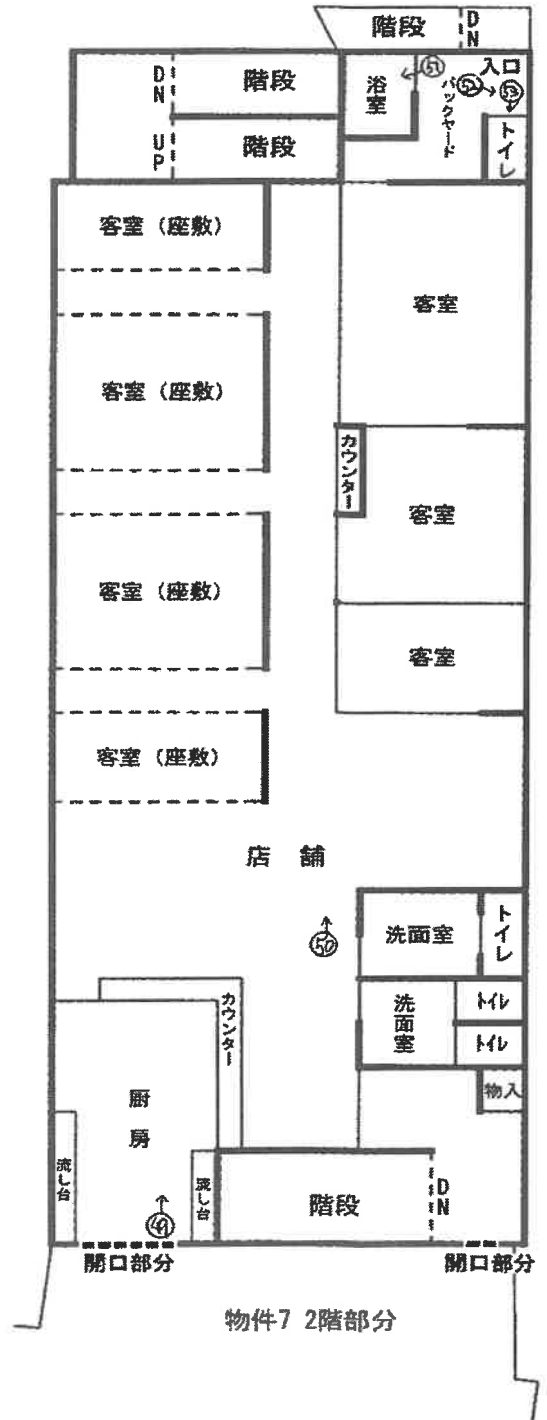 階段
DN
DN
階段
浴室
51
入口
52
53
バックヤード
トイレ
UP
階段
客室（座敷）
客室
客室（座敷）
カウンター
客室
客室（座敷）
客室
客室（座敷）
店 舗
50
洗面室
トイレ
カウンター
洗面室
トイレ
トイレ
厨房
物入
流し台
流し台
階段
DN
49
開口部分
開口部分
物件7 2階部分